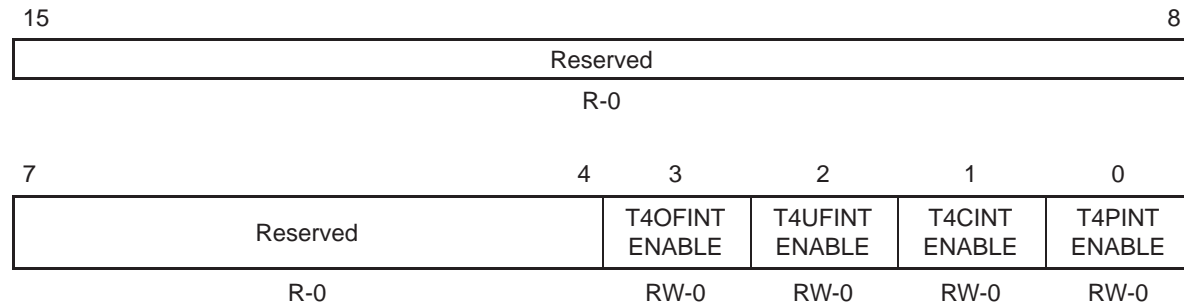 15 8
Reserved
R-0
7 4 3 2 1 0
Reserved T4OFINT ENABLE T4UFINT ENABLE T4CINT ENABLE T4PINT ENABLE
R-0 RW-0 RW-0 RW-0 RW-0